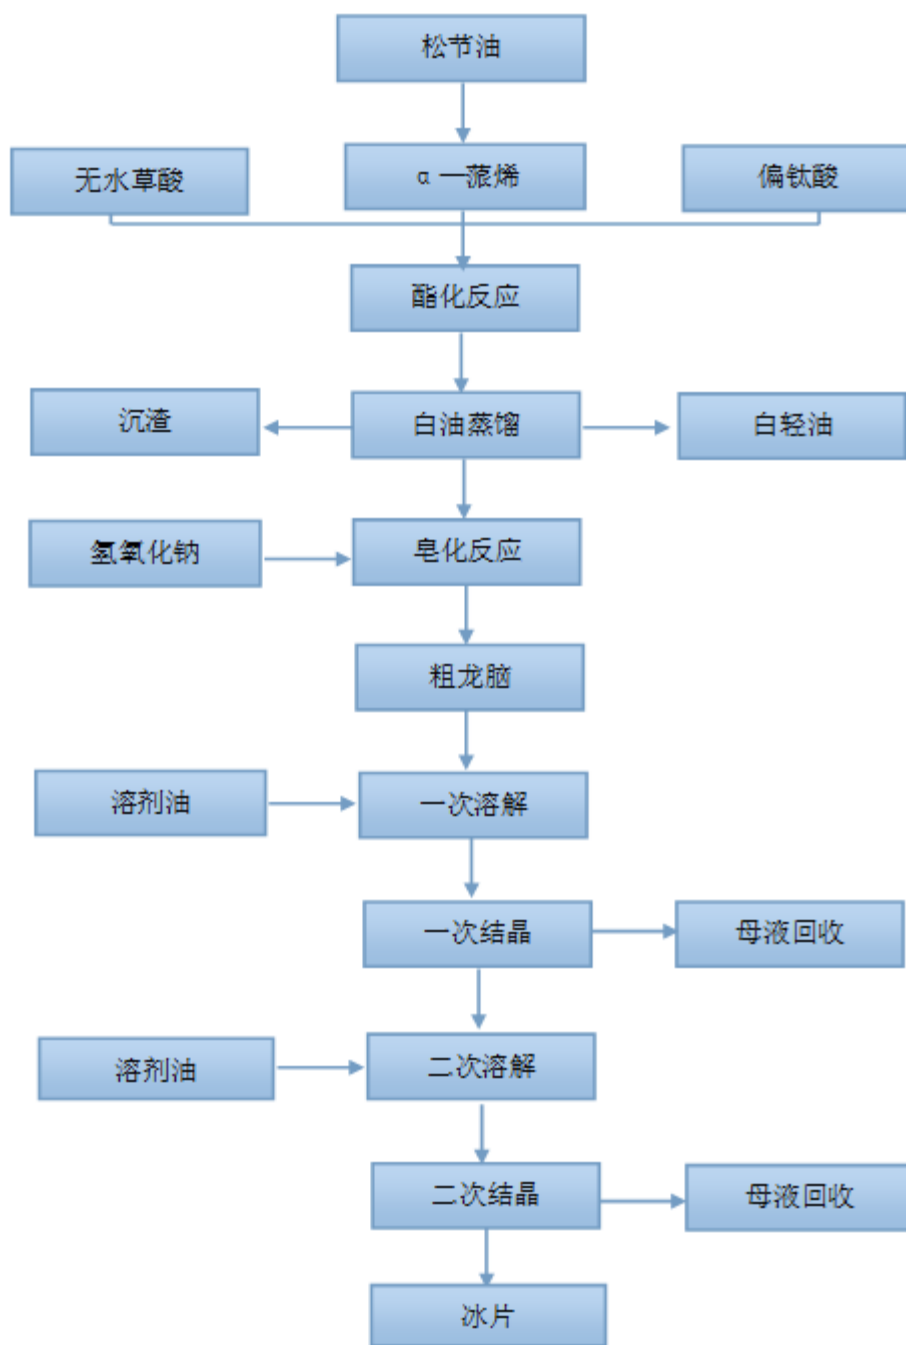 松节油
无水草酸
α 一蒎烯
偏钛酸
酯化反应
沉渣
白油蒸馏
白轻油
氢氧化钠
皂化反应
粗龙脑
溶剂油
一次溶解
一次结晶
母液回收
溶剂油
二次溶解
二次结晶
母液回收
冰片